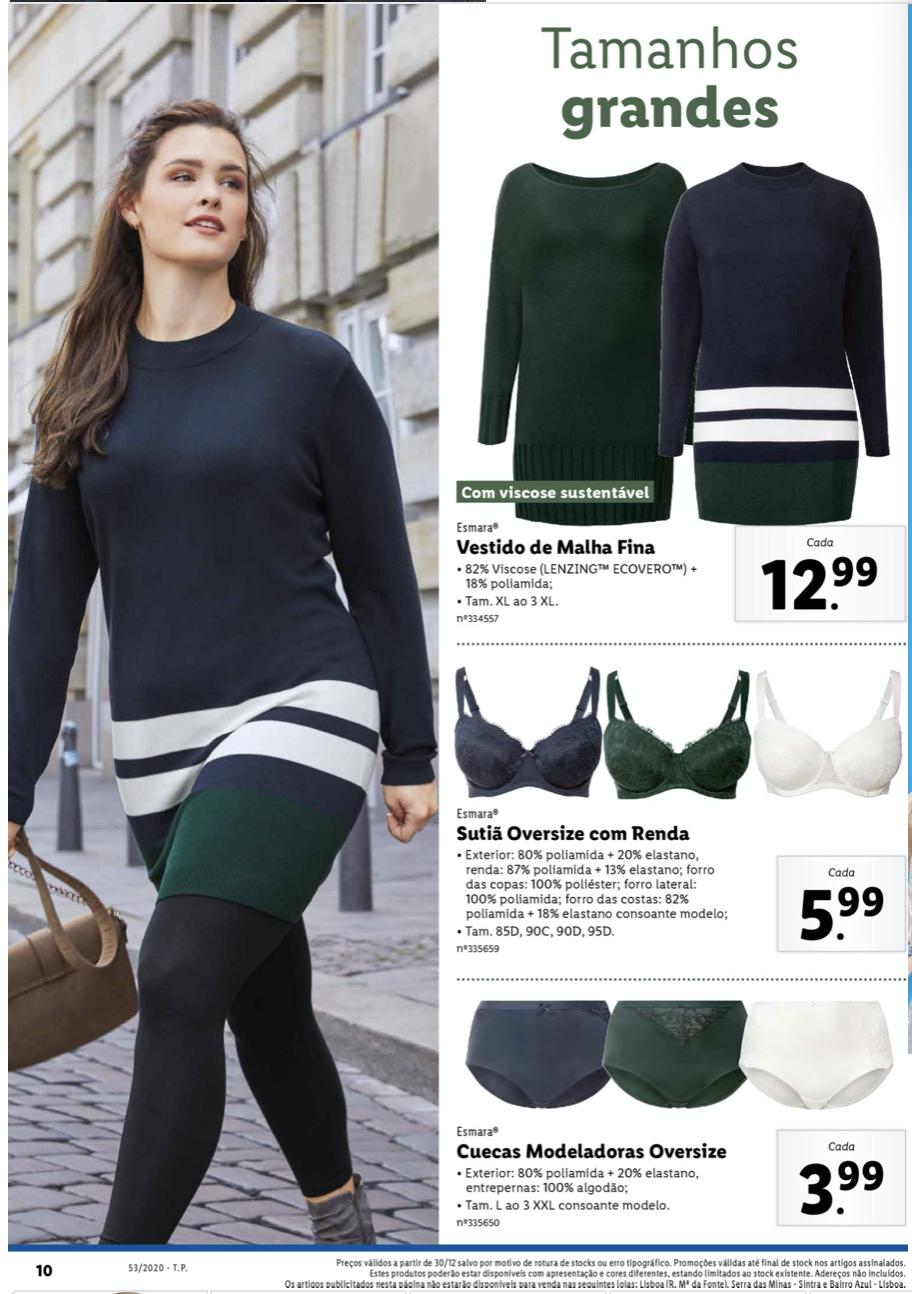 Tamanhos
grandes
Com viscose sustentável
Esmara®
Vestido de Malha Fina
• 82% Viscose (LENZING™ ECOVERO™) +
18% poliamida;
• Tam. XL ao 3 XL.
nº334557
Cada
12.99
Esmara®
Sutiã Oversize com Renda
• Exterior: 80% poliamida + 20% elastano,
renda: 87% poliamida + 13% elastano; forro
das copas: 100% poliéster; forro lateral:
100% poliamida; forro das costas: 82%
poliamida + 18% elastano consoante modelo;
• Tam. 85D, 90C, 90D, 95D.
nº335659
Cada
5.99
Esmara®
Cuecas Modeladoras Oversize
• Exterior: 80% poliamida + 20% elastano,
entrepernas: 100% algodão;
• Tam. L ao 3 XXL consoante modelo.
nº335650
Cada
3.99
10
53/2020 - T.P.
Preços válidos a partir de 30/12 salvo por motivo de rotura de stocks ou erro tipográfico. Promoções válidas até final de stock nos artigos assinalados.
Estes produtos poderão estar disponíveis com apresentação e cores diferentes, estando limitados ao stock existente. Adereços não incluídos.
Os artigos publicitados nesta página não estarão disponíveis para venda nas seguintes lojas: Lisboa (R. Mª da Fonte), Serra das Minas - Sintra e Bairro Azul - Lisboa.